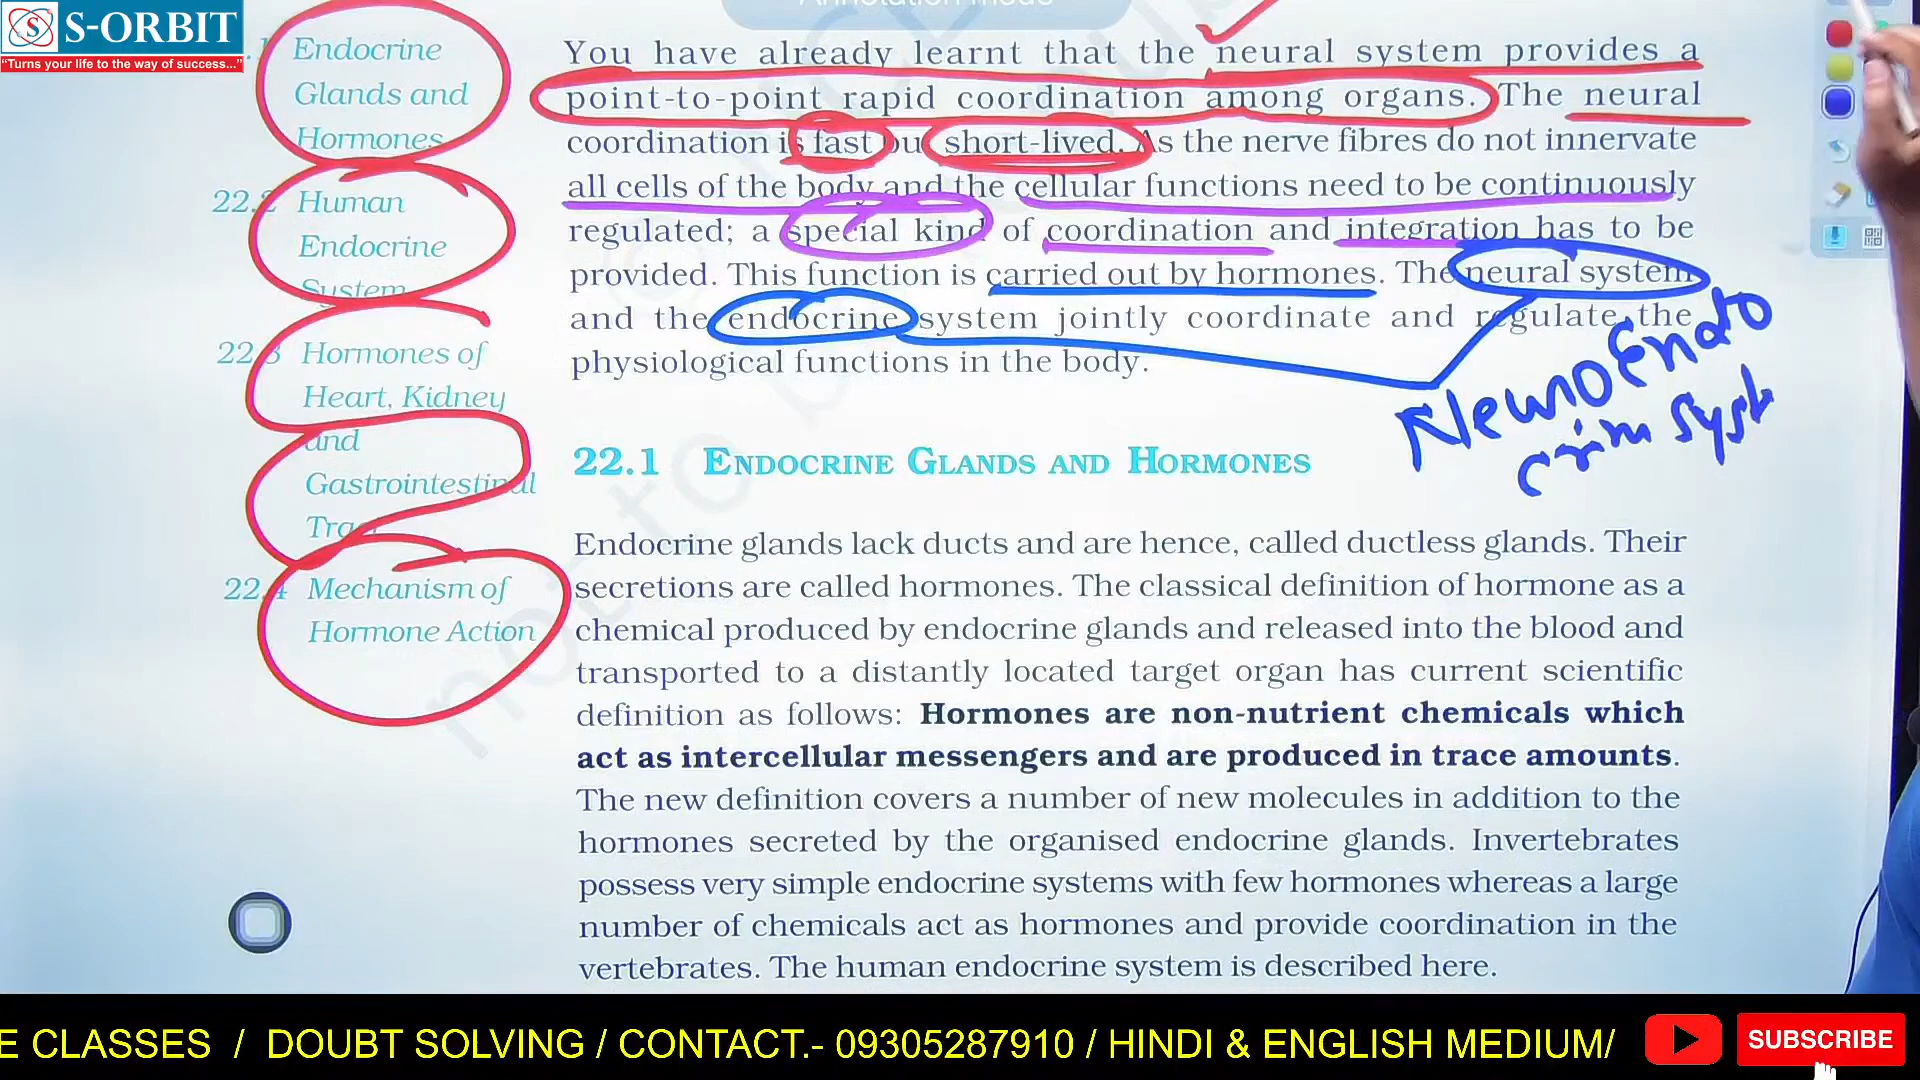 S-ORBIT
"Turns your life to the way of success..."
Annotation mode
Endocrine
Glands and
Hormones
22.2 Human
Endocrine
System
22.3 Hormones of
Heart, Kidney
and
Gastrointestinal
Tract
22.4 Mechanism of
Hormone Action
You have already learnt that the neural system provides a
point-to-point rapid coordination among organs. The neural
coordination is fast but short-lived. As the nerve fibres do not innervate
all cells of the body and the cellular functions need to be continuously
regulated; a special kind of coordination and integration has to be
provided. This function is carried out by hormones. The neural system
and the endocrine system jointly coordinate and regulate the
physiological functions in the body.
22.1 ENDOCRINE GLANDS AND HORMONES
Endocrine glands lack ducts and are hence, called ductless glands. Their
secretions are called hormones. The classical definition of hormone as a
chemical produced by endocrine glands and released into the blood and
transported to a distantly located target organ has current scientific
definition as follows: Hormones are non-nutrient chemicals which
act as intercellular messengers and are produced in trace amounts.
The new definition covers a number of new molecules in addition to the
hormones secreted by the organised endocrine glands. Invertebrates
possess very simple endocrine systems with few hormones whereas a large
number of chemicals act as hormones and provide coordination in the
vertebrates. The human endocrine system is described here.
not to be
E CLASSES / DOUBT SOLVING / CONTACT.- 09305287910 / HINDI & ENGLISH MEDIUM/
SUBSCRIBE